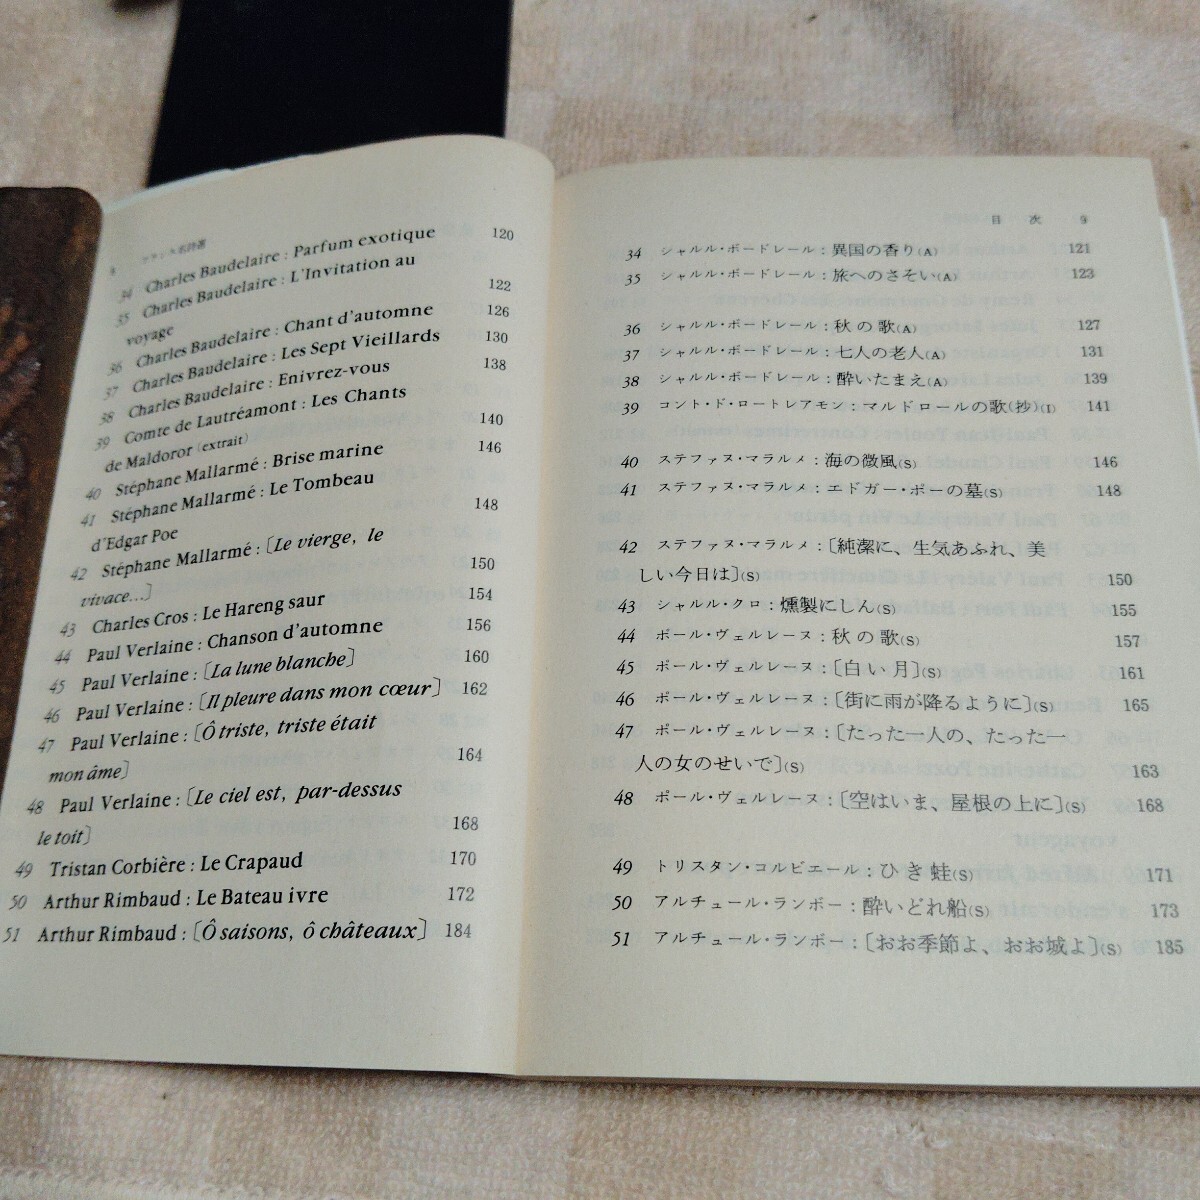 8 フランス名詩選
34 Charles Baudelaire : Parfum exotique 120
35 Charles Baudelaire : L'Invitation au
voyage 122
36 Charles Baudelaire : Chant d'automne 126
37 Charles Baudelaire : Les Sept Vieillards 130
38 Charles Baudelaire : Enivrez-vous 138
39 Comte de Lautréamont : Les Chants
de Maldoror (extrait) 140
40 Stéphane Mallarmé : Brise marine 146
41 Stéphane Mallarmé : Le Tombeau
d'Edgar Poe 148
42 Stéphane Mallarmé : [Le vierge, le
vivace...] 150
43 Charles Cros : Le Hareng saur 154
44 Paul Verlaine : Chanson d'automne 156
45 Paul Verlaine : [La lune blanche] 160
46 Paul Verlaine : [Il pleure dans mon cœur] 162
47 Paul Verlaine : [Ô triste, triste était
mon âme] 164
48 Paul Verlaine : [Le ciel est, par-dessus
le toit] 168
49 Tristan Corbière : Le Crapaud 170
50 Arthur Rimbaud : Le Bateau ivre 172
51 Arthur Rimbaud : [Ô saisons, ô châteaux] 184
目次 9
34 シャルル・ボードレール：異国の香り(A) 121
35 シャルル・ボードレール：旅へのさそい(A) 123
36 シャルル・ボードレール：秋の歌(A) 127
37 シャルル・ボードレール：七人の老人(A) 131
38 シャルル・ボードレール：酔いたまえ(A) 139
39 コント・ド・ロートレアモン：マルドロールの歌(抄)(I) 141
40 ステファヌ・マラルメ：海の微風(S) 146
41 ステファヌ・マラルメ：エドガー・ポーの墓(S) 148
42 ステファヌ・マラルメ：〔純潔に、生気あふれ、美
しい今日は〕(S) 150
43 シャルル・クロ：燻製にしん(S) 155
44 ポール・ヴェルレーヌ：秋の歌(S) 157
45 ポール・ヴェルレーヌ：〔白い月〕(S) 161
46 ポール・ヴェルレーヌ：〔街に雨が降るように〕(S) 165
47 ポール・ヴェルレーヌ：〔たった一人の、たった一
人の女のせいで〕(S) 163
48 ポール・ヴェルレーヌ：〔空はいま、屋根の上に〕(S) 168
49 トリスタン・コルビエール：ひき蛙(S) 171
50 アルチュール・ランボー：酔いどれ船(S) 173
51 アルチュール・ランボー：〔おお季節よ、おお城よ〕(S) 185